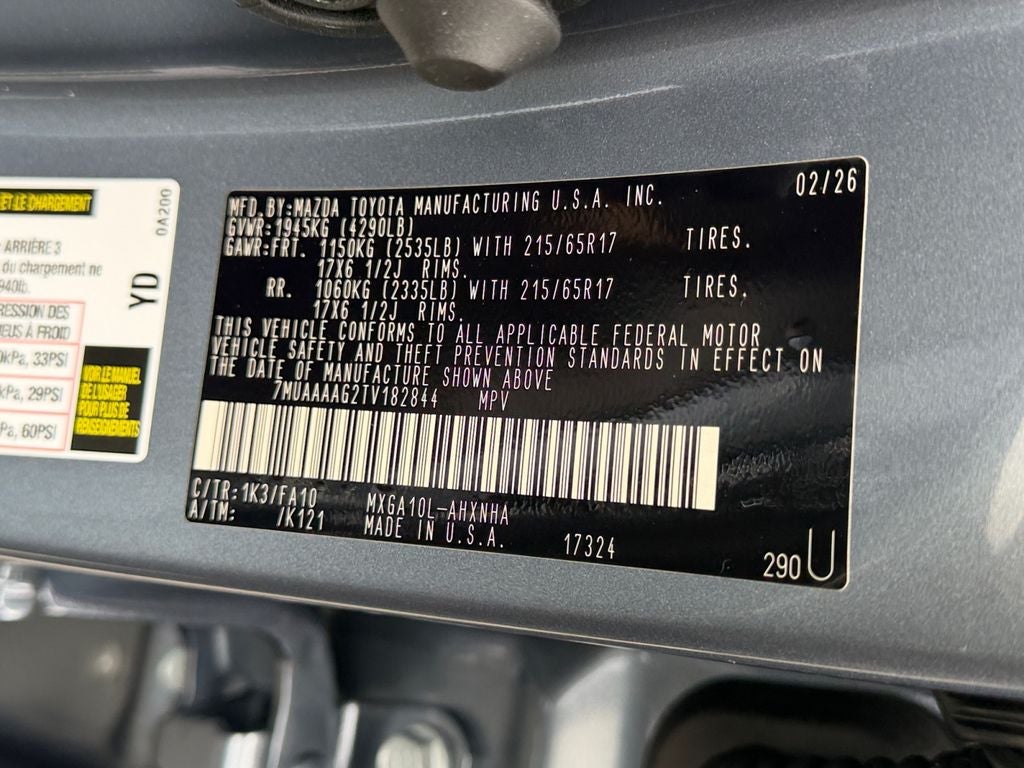 ET LE CHARGEMENT
0A200
ARRIÈRE 3
du chargement ne
940lb.
YD
RESSION DES
NEUS À FROID
kPa, 33PSI
kPa, 29PSI
Pa, 60PSI
VOIR LE MANUEL
DE L'USAGER
POUR PLUS DE
RENSEIGNEMENTS
MFD.BY:MAZDA TOYOTA MANUFACTURING U.S.A. INC. 02/26
GVWR:1945KG (4290LB)
GAWR:FRT. 1150KG (2535LB) WITH 215/65R17 TIRES.
17X6 1/2J RIMS.
RR. 1060KG (2335LB) WITH 215/65R17 TIRES,
17X6 1/2J RIMS.
THIS VEHICLE CONFORMS TO ALL APPLICABLE FEDERAL MOTOR
VEHICLE SAFETY AND THEFT PREVENTION STANDARDS IN EFFECT ON
THE DATE OF MANUFACTURE SHOWN ABOVE
7MUAAAAG2TV182844 MPV
C/TR:1K3/FA10 MXGA10L-AHXNHA
A/TM: /K121 MADE IN U.S.A. 17324
290 U